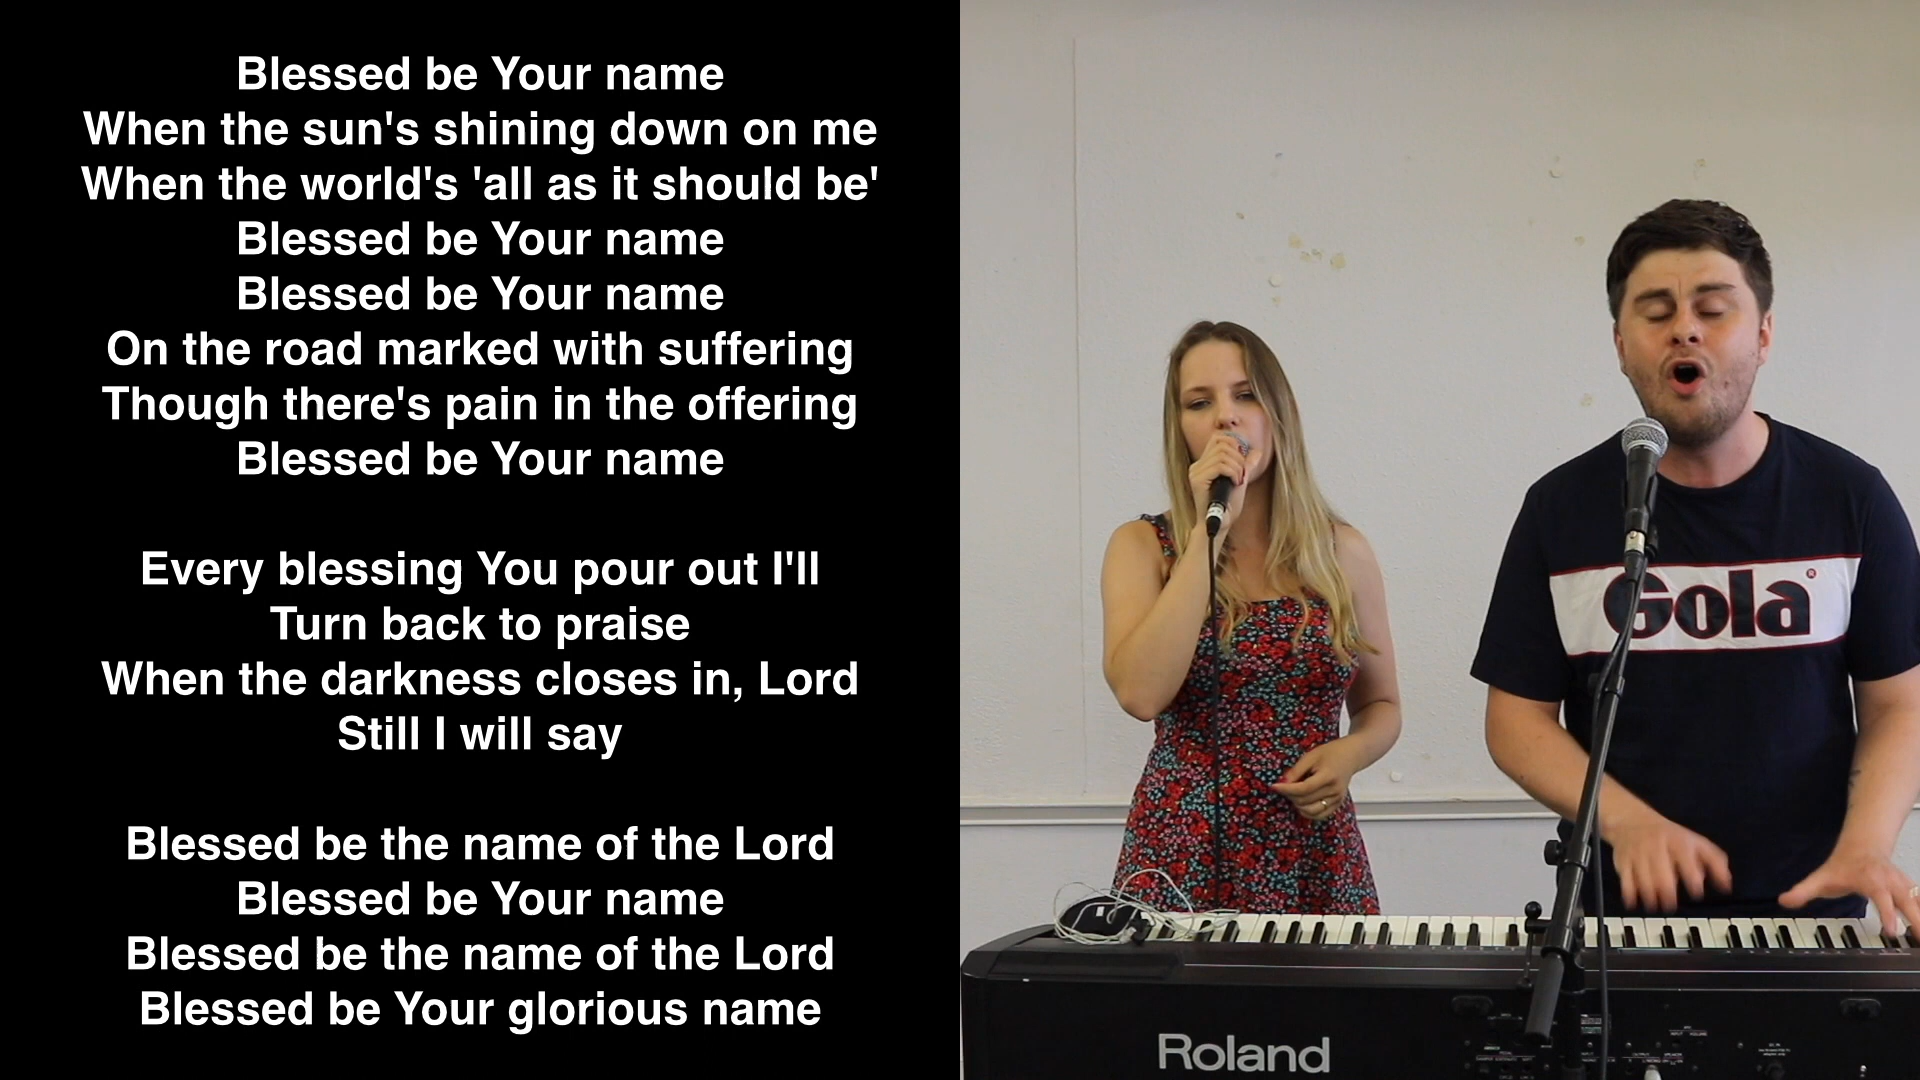 Blessed be Your name
When the sun's shining down on me
When the world's 'all as it should be'
Blessed be Your name
Blessed be Your name
On the road marked with suffering
Though there's pain in the offering
Blessed be Your name
Every blessing You pour out I'll
Turn back to praise
When the darkness closes in, Lord
Still I will say
Blessed be the name of the Lord
Blessed be Your name
Blessed be the name of the Lord
Blessed be Your glorious name
Gola®
Roland